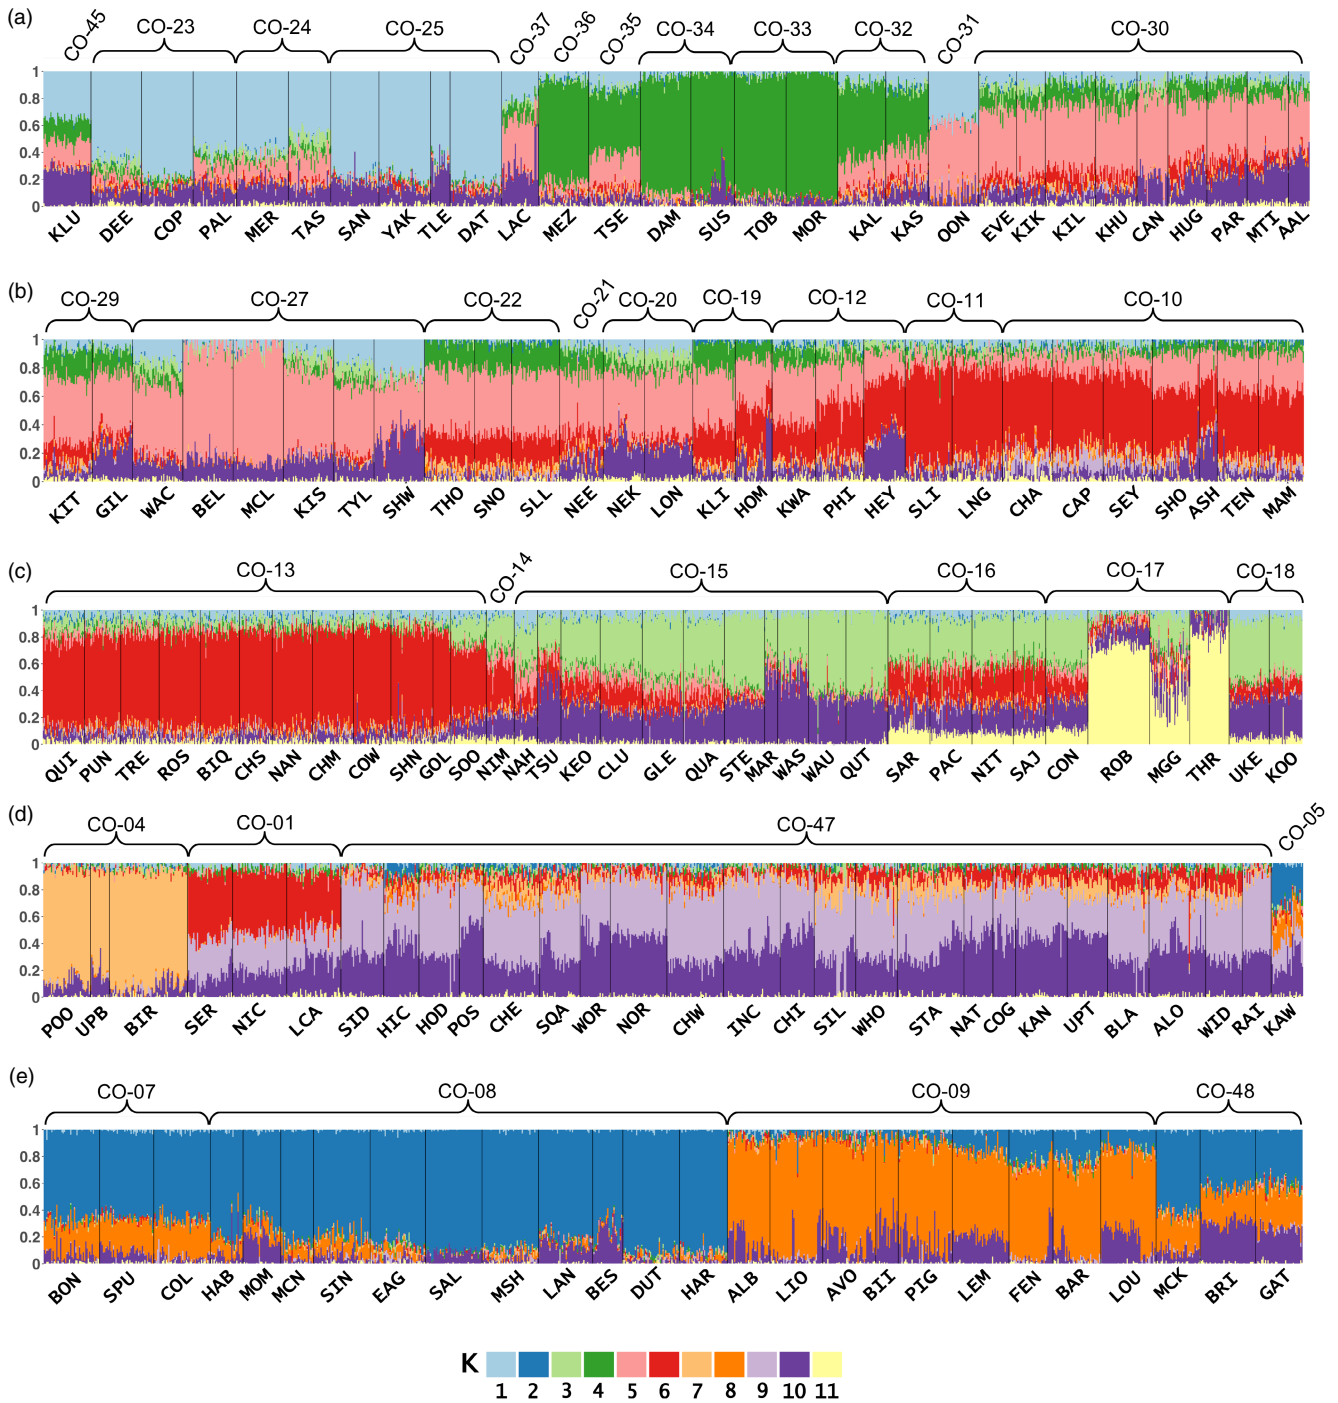 (a) CO-45 CO-23 CO-24 CO-25 CO-37 CO-36 CO-35 CO-34 CO-33 CO-32 CO-31 CO-30
1
0.8
0.6
0.4
0.2
0
KLU DEE COP PAL MER TAS SAN YAK TLE DAT LAC MEZ TSE DAM SUS TOB MOR KAL KAS OON EVE KIK KIL KHU CAN HUG PAR MTI AAL
(b) CO-29 CO-27 CO-22 CO-21 CO-20 CO-19 CO-12 CO-11 CO-10
1
0.8
0.6
0.4
0.2
0
KIT GIL WAC BEL MCL KIS TYL SHW THO SNO SLL NEE NEK LON KLI HOM KWA PHI HEY SLI LNG CHA CAP SEY SHO ASH TEN MAM
(c) CO-13 CO-14 CO-15 CO-16 CO-17 CO-18
1
0.8
0.6
0.4
0.2
0
QUI PUN TRE ROS BIQ CHS NAN CHM COW SHN GOL SOO NIM NAH TSU KEO CLU GLE QUA STE MAR WAS WAU QUT SAR PAC NIT SAJ CON ROB MGG THR UKE KOO
(d) CO-04 CO-01 CO-47 CO-05
1
0.8
0.6
0.4
0.2
0
POO UPB BIR SER NIC LCA SID HIC HOD POS CHE SQA WOR NOR CHW INC CHI SIL WHO STA NAT COG KAN UPT BLA ALO WID RAI KAW
(e) CO-07 CO-08 CO-09 CO-48
1
0.8
0.6
0.4
0.2
0
BON SPU COL HAB MOM MCN SIN EAG SAL MSH LAN BES DUT HAR ALB LIO AVO BII PIG LEM FEN BAR LOU MCK BRI GAT
K
1 2 3 4 5 6 7 8 9 10 11